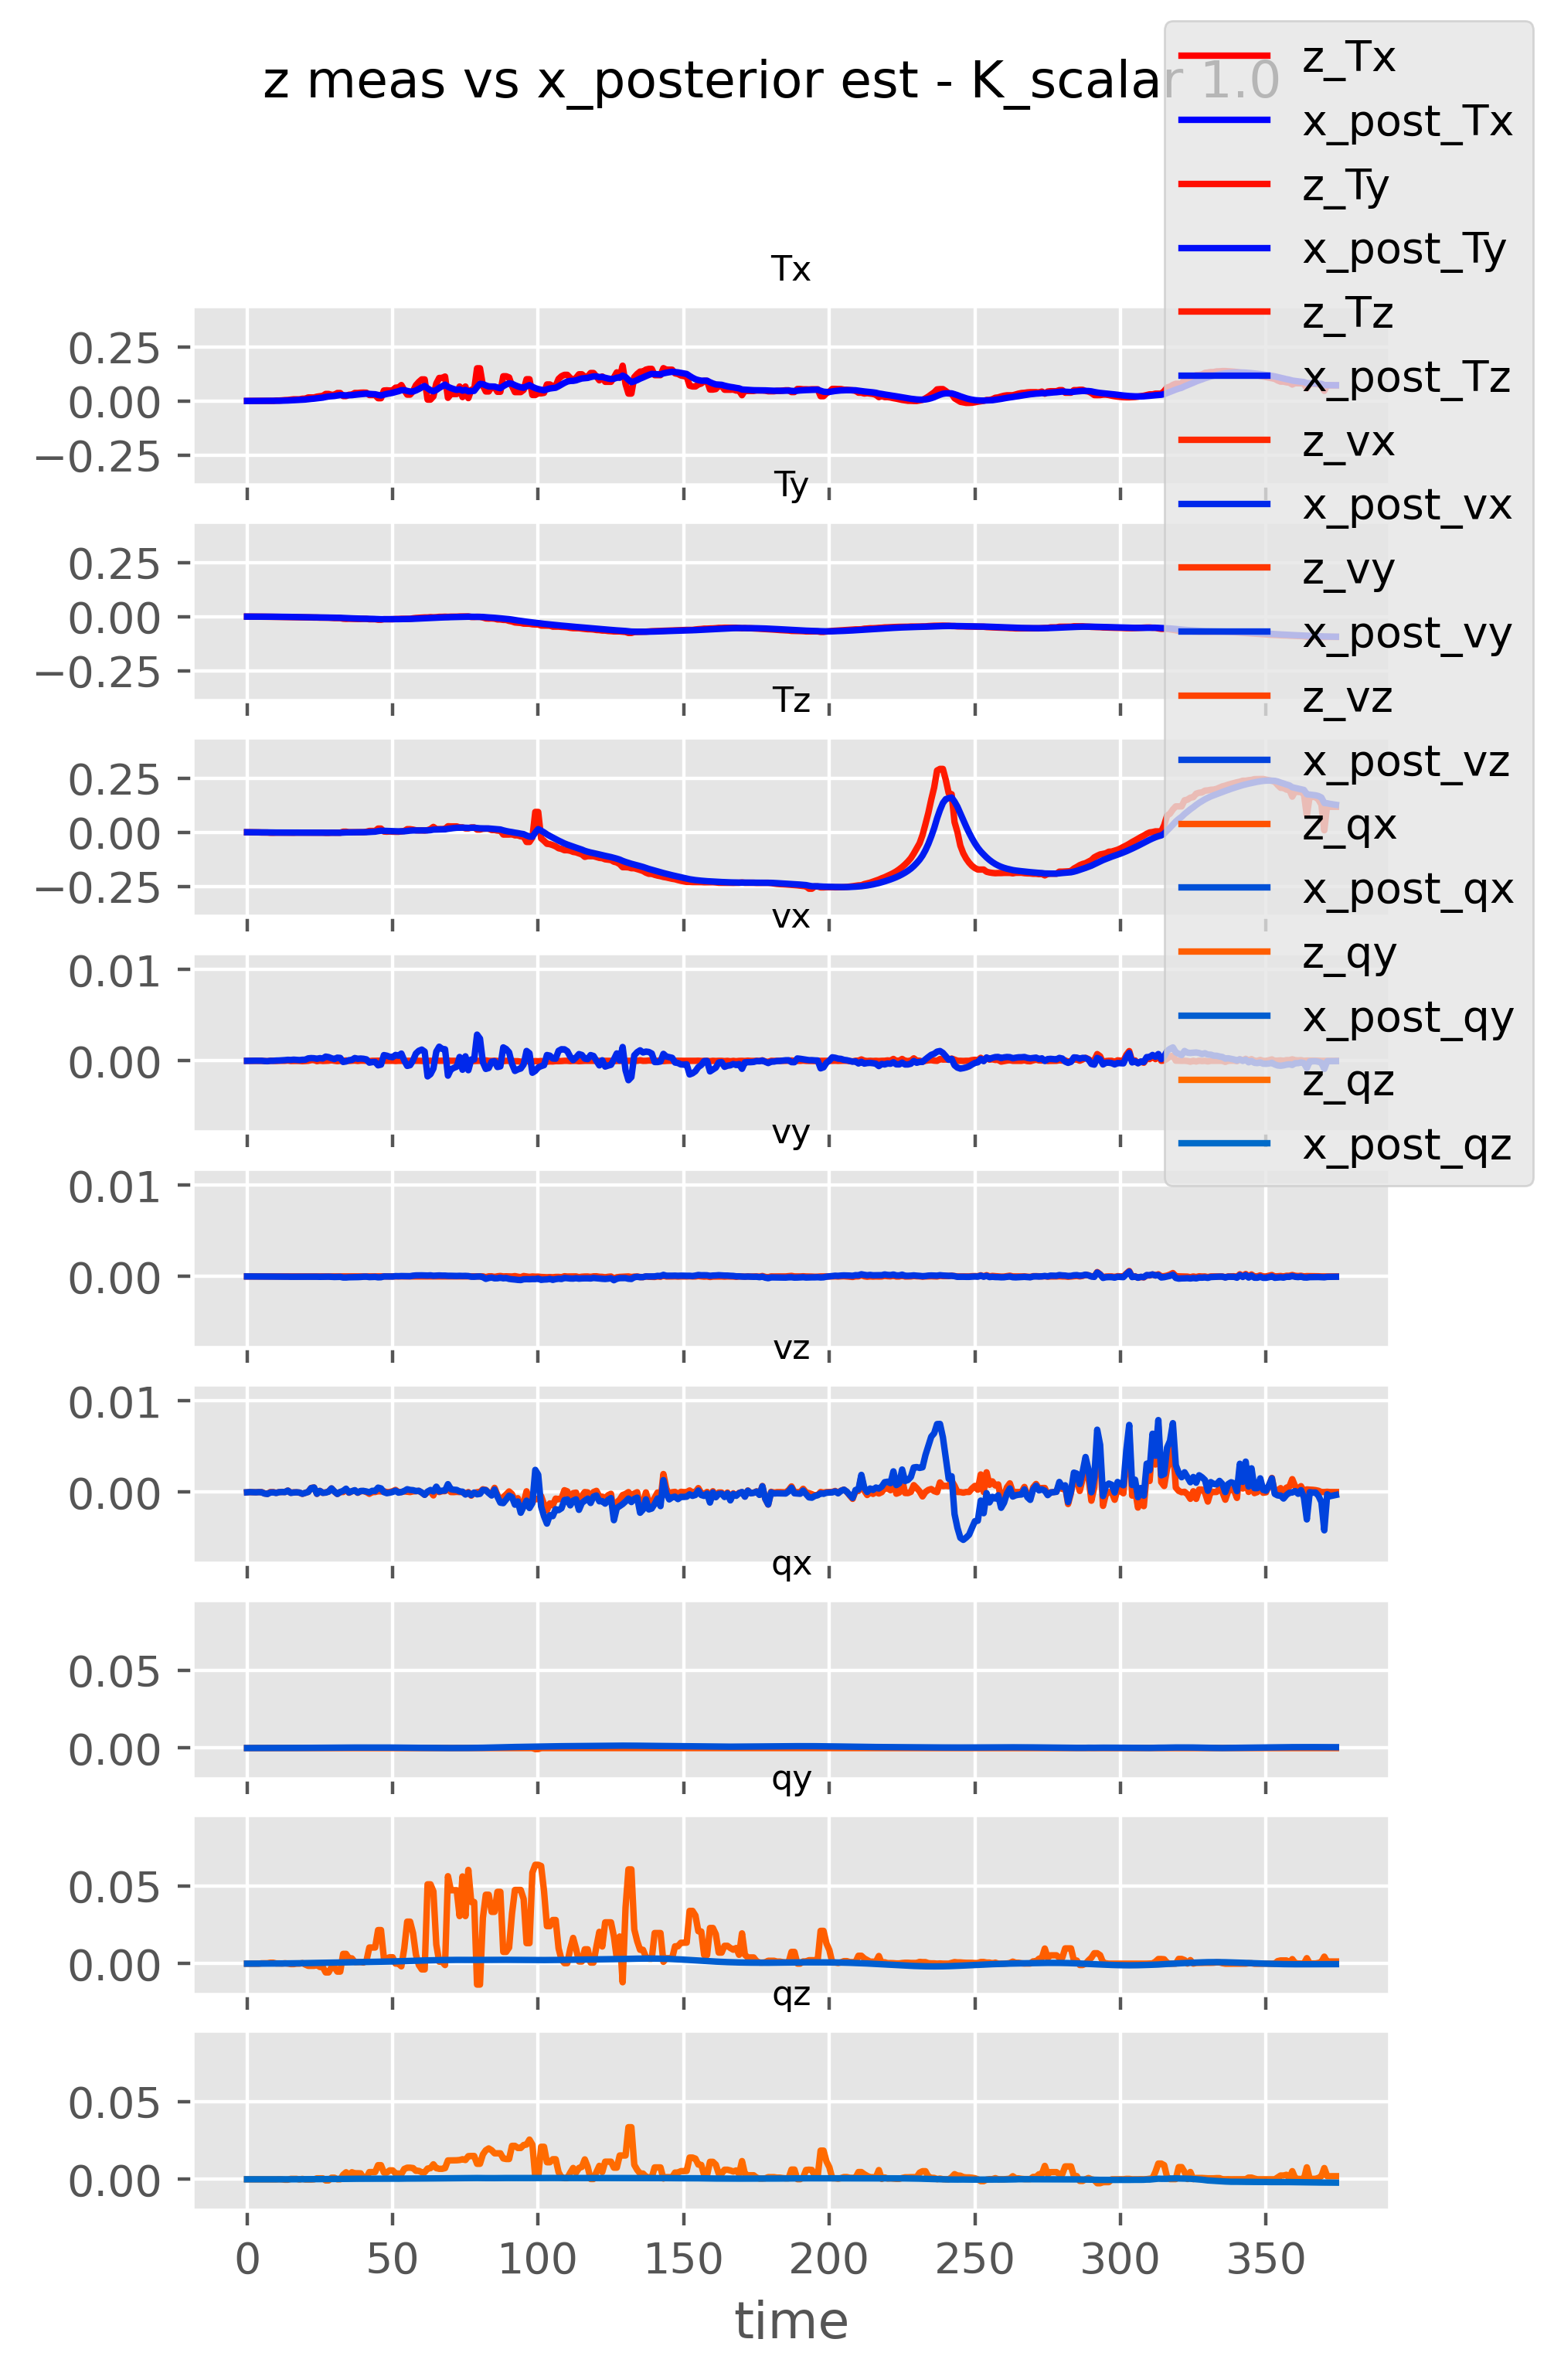 z meas vs x_posterior est - K_scalar 1.0
z_Tx
x_post_Tx
z_Ty
x_post_Ty
z_Tz
x_post_Tz
z_vx
x_post_vx
z_vy
x_post_vy
z_vz
x_post_vz
z_qx
x_post_qx
z_qy
x_post_qy
z_qz
x_post_qz
Tx
0.25
0.00
−0.25
Ty
0.25
0.00
−0.25
Tz
0.25
0.00
−0.25
vx
0.01
0.00
vy
0.01
0.00
vz
0.01
0.00
qx
0.05
0.00
qy
0.05
0.00
qz
0.05
0.00
0 50 100 150 200 250 300 350
time